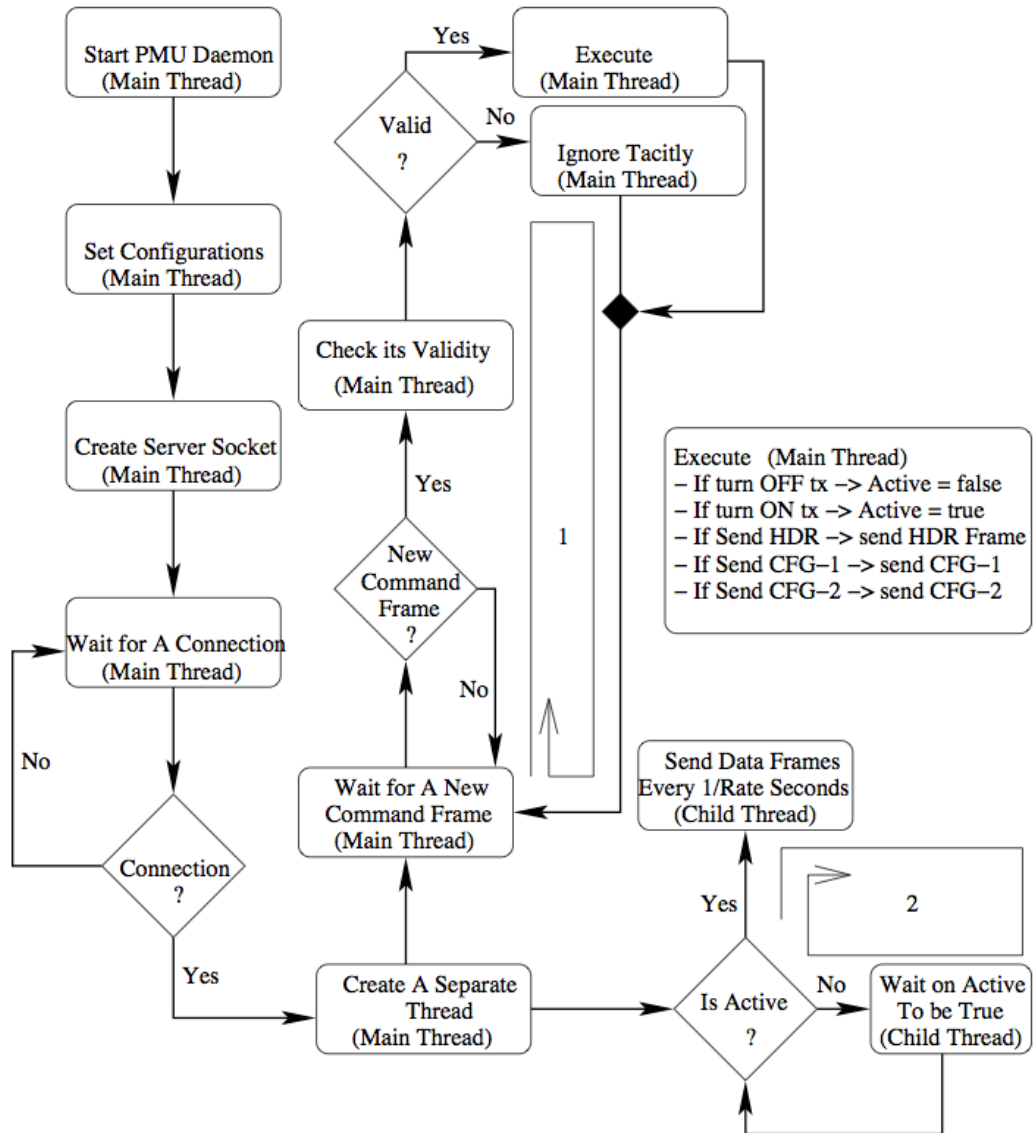 Start PMU Daemon
(Main Thread)
Set Configurations
(Main Thread)
Create Server Socket
(Main Thread)
Wait for A Connection
(Main Thread)
No
Connection
?
Yes
Yes
Execute
(Main Thread)
Valid
?
No
Ignore Tacitly
(Main Thread)
Check its Validity
(Main Thread)
Yes
New
Command
Frame
?
No
Wait for A New
Command Frame
(Main Thread)
Create A Separate
Thread
(Main Thread)
1
Execute (Main Thread)
– If turn OFF tx –> Active = false
– If turn ON tx –> Active = true
– If Send HDR –> send HDR Frame
– If Send CFG–1 –> send CFG–1
– If Send CFG–2 –> send CFG–2
Send Data Frames
Every 1/Rate Seconds
(Child Thread)
Yes
2
Is Active
?
No
Wait on Active
To be True
(Child Thread)